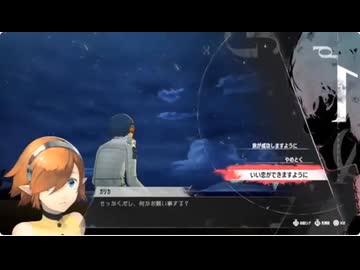 旅が成功しますように
やめとく
いい恋ができますように
ガリカ
せっかくだし、何かお願い事する?